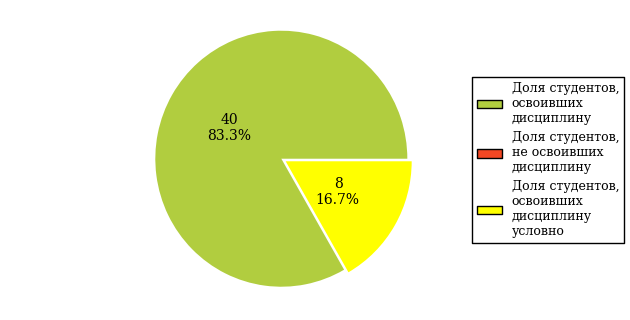 40
83.3%
8
16.7%
Доля студентов,
освоивших
дисциплину
Доля студентов,
не освоивших
дисциплину
Доля студентов,
освоивших
дисциплину
условно